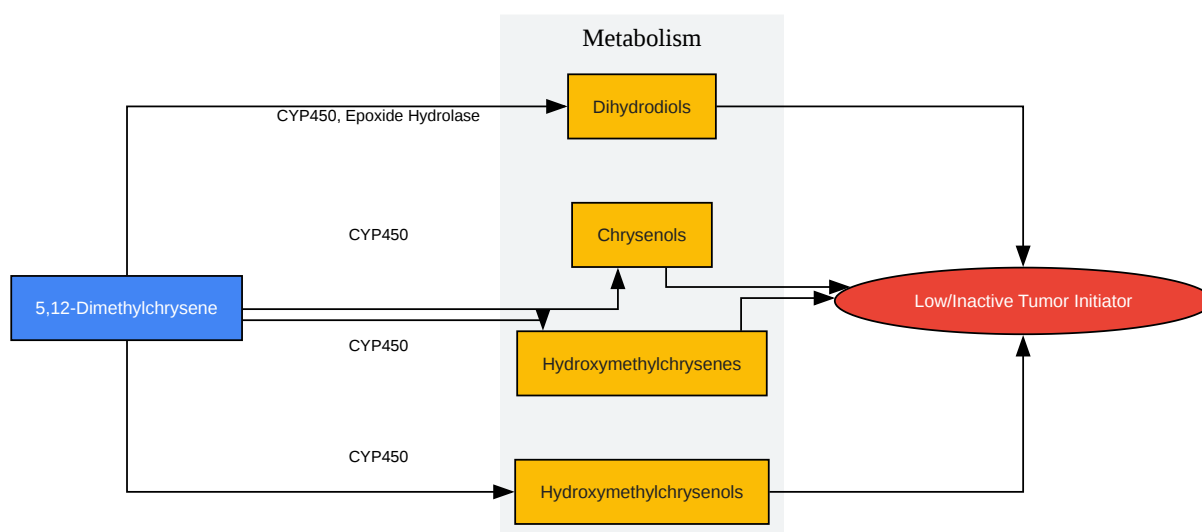 Metabolism
Dihydrodiols
CYP450, Epoxide Hydrolase
CYP450
Chrysenols
5,12-Dimethylchrysene
Low/Inactive Tumor Initiator
CYP450
Hydroxymethylchrysenes
CYP450
Hydroxymethylchrysenols